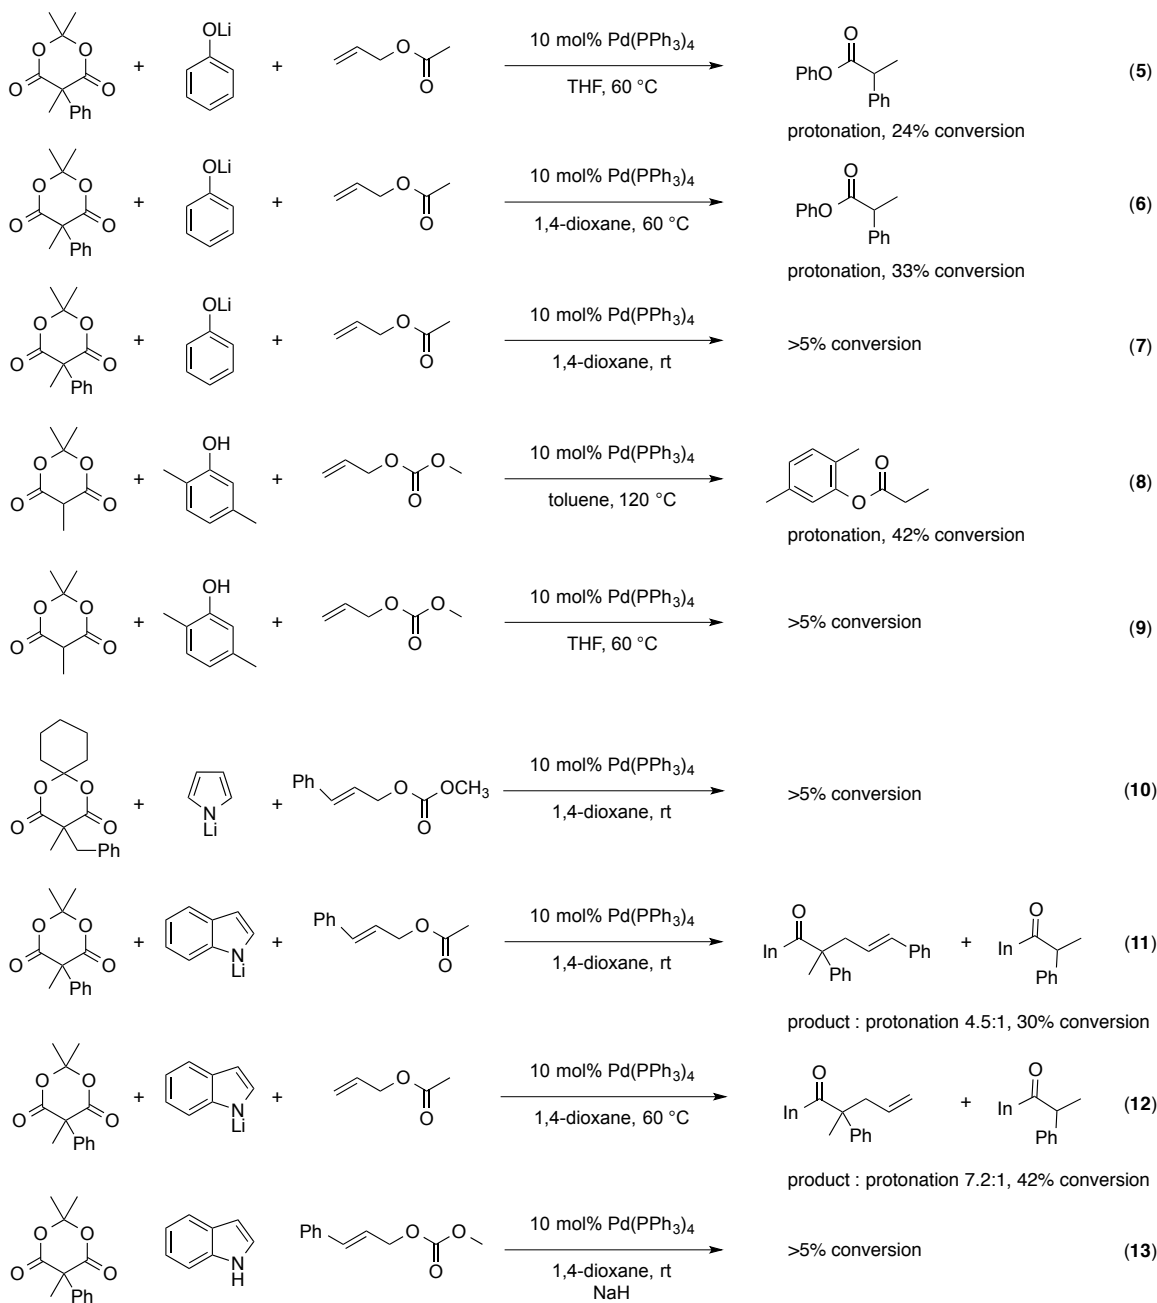 O O OLi O 10 mol% Pd(PPh3)4 O
O O + + O THF, 60 °C PhO (5)
Ph Ph
protonation, 24% conversion
O O OLi O 10 mol% Pd(PPh3)4 O
O O + + O 1,4-dioxane, 60 °C PhO (6)
Ph Ph
protonation, 33% conversion
O O OLi O 10 mol% Pd(PPh3)4
O O + + O 1,4-dioxane, rt >5% conversion (7)
Ph
O O OH O O 10 mol% Pd(PPh3)4 O
O O + + O toluene, 120 °C O (8)
protonation, 42% conversion
O O OH O O 10 mol% Pd(PPh3)4
O O + + O THF, 60 °C >5% conversion (9)
O O Ph O OCH3 10 mol% Pd(PPh3)4
O O + N + O 1,4-dioxane, rt >5% conversion (10)
Ph Li
O O Ph O 10 mol% Pd(PPh3)4 O O
O O + N + O 1,4-dioxane, rt In Ph + In (11)
Ph Li Ph Ph
product : protonation 4.5:1, 30% conversion
O O O 10 mol% Pd(PPh3)4 O O
O O + N + O 1,4-dioxane, 60 °C In + In (12)
Ph Li Ph Ph
product : protonation 7.2:1, 42% conversion
O O Ph O O 10 mol% Pd(PPh3)4
O O N O 1,4-dioxane, rt >5% conversion (13)
Ph H NaH